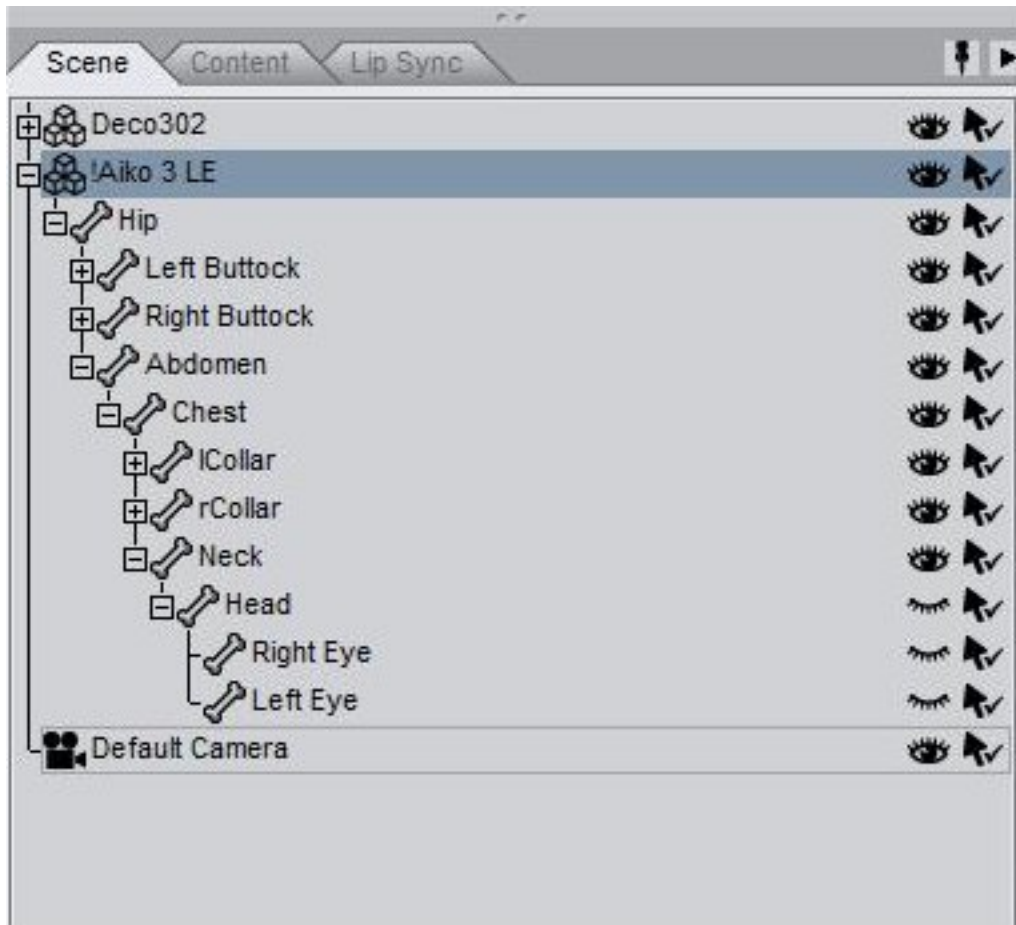 Scene Content Lip Sync
Deco302
!Aiko 3 LE
Hip
Left Buttock
Right Buttock
Abdomen
Chest
lCollar
rCollar
Neck
Head
Right Eye
Left Eye
Default Camera